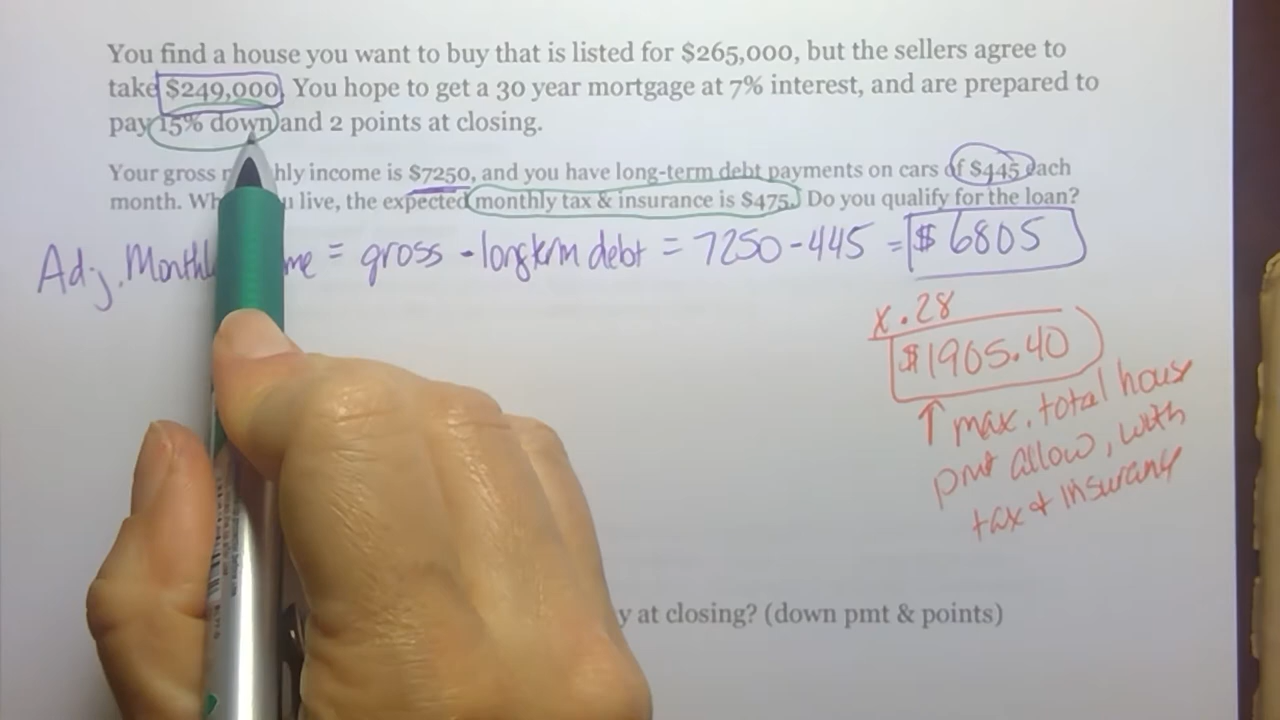 You find a house you want to buy that is listed for $265,000, but the sellers agree to
take $249,000. You hope to get a 30 year mortgage at 7% interest, and are prepared to
pay 15% down and 2 points at closing.
Your gross hly income is $7250, and you have long-term debt payments on cars of $445 each
month. Wh u live, the expected monthly tax & insurance is $475. Do you qualify for the loan?
Adj. Monthl me = gross - longterm debt = 7250 - 445 = $ 6805
x .28
$1905.40
↑ max. total hous
pmt allow, with
tax & insurany
y at closing? (down pmt & points)